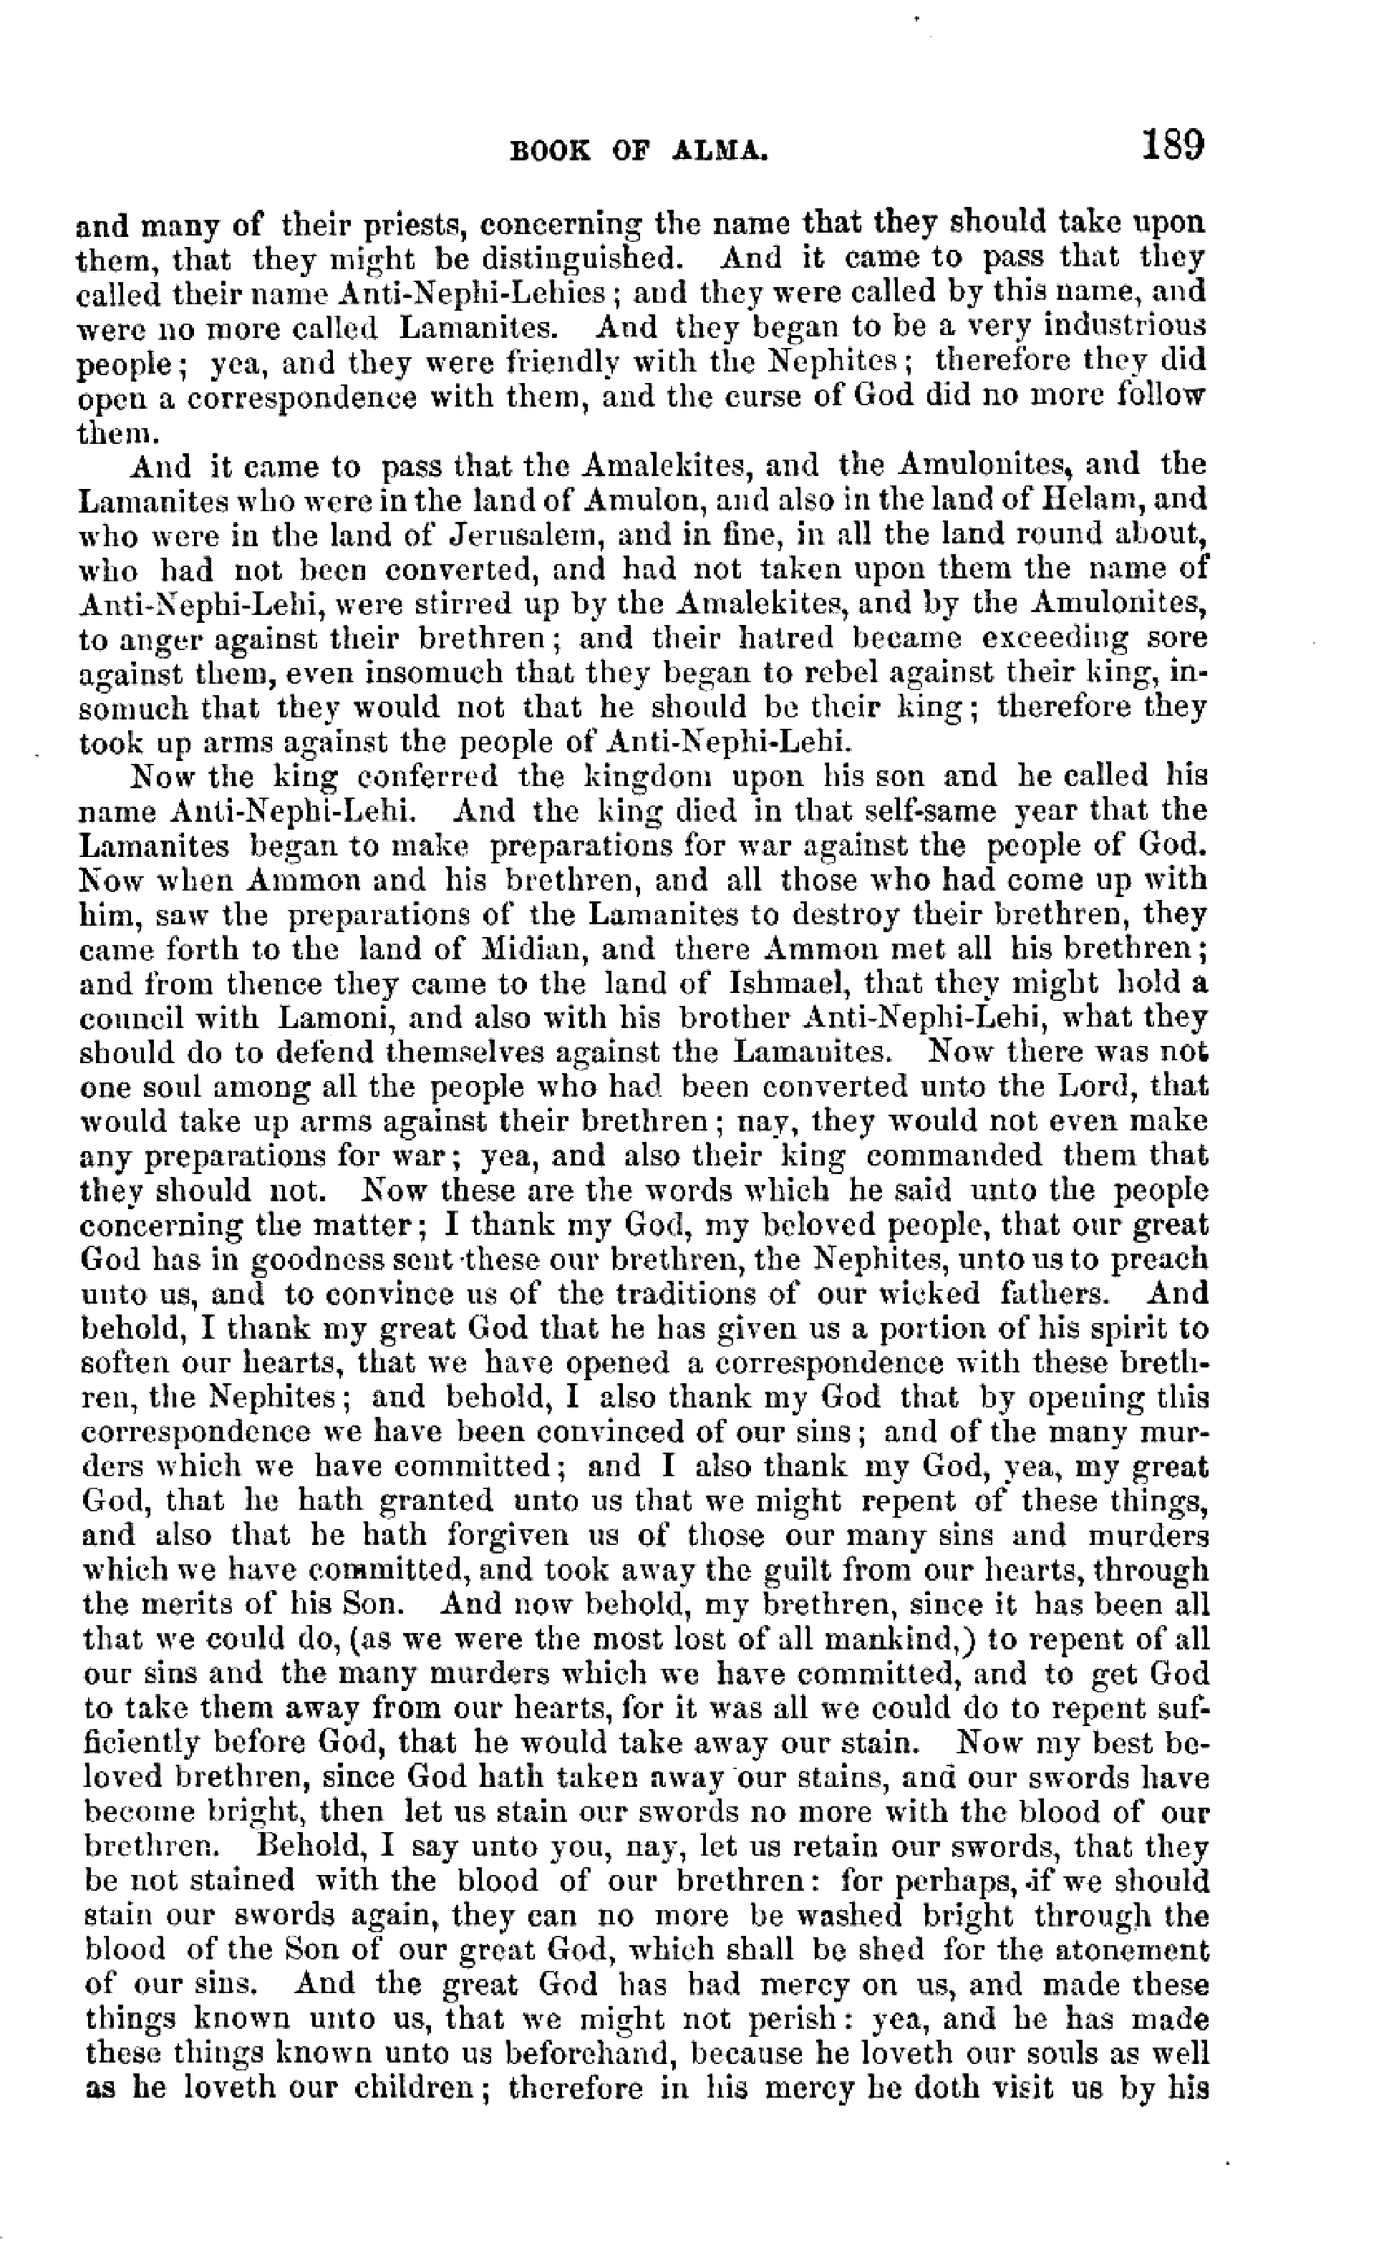 BOOK OF ALMA. 189
and many of their priests, concerning the name that they should take upon
them, that they might be distinguished. And it came to pass that they
called their name Anti-Nephi-Lehies; and they were called by this name, and
were no more called Lamanites. And they began to be a very industrious
people; yea, and they were friendly with the Nephites; therefore they did
open a correspondence with them, and the curse of God did no more follow
them.
And it came to pass that the Amalekites, and the Amulonites, and the
Lamanites who were in the land of Amulon, and also in the land of Helam, and
who were in the land of Jerusalem, and in fine, in all the land round about,
who had not been converted, and had not taken upon them the name of
Anti-Nephi-Lehi, were stirred up by the Amalekites, and by the Amulonites,
to anger against their brethren; and their hatred became exceeding sore
against them, even insomuch that they began to rebel against their king, in-
somuch that they would not that he should be their king; therefore they
took up arms against the people of Anti-Nephi-Lehi.
Now the king conferred the kingdom upon his son and he called his
name Anti-Nephi-Lehi. And the king died in that self-same year that the
Lamanites began to make preparations for war against the people of God.
Now when Ammon and his brethren, and all those who had come up with
him, saw the preparations of the Lamanites to destroy their brethren, they
came forth to the land of Midian, and there Ammon met all his brethren;
and from thence they came to the land of Ishmael, that they might hold a
council with Lamoni, and also with his brother Anti-Nephi-Lehi, what they
should do to defend themselves against the Lamanites. Now there was not
one soul among all the people who had been converted unto the Lord, that
would take up arms against their brethren; nay, they would not even make
any preparations for war; yea, and also their king commanded them that
they should not. Now these are the words which he said unto the people
concerning the matter; I thank my God, my beloved people, that our great
God has in goodness sent these our brethren, the Nephites, unto us to preach
unto us, and to convince us of the traditions of our wicked fathers. And
behold, I thank my great God that he has given us a portion of his spirit to
soften our hearts, that we have opened a correspondence with these breth-
ren, the Nephites; and behold, I also thank my God that by opening this
correspondence we have been convinced of our sins; and of the many mur-
ders which we have committed; and I also thank my God, yea, my great
God, that he hath granted unto us that we might repent of these things,
and also that he hath forgiven us of those our many sins and murders
which we have committed, and took away the guilt from our hearts, through
the merits of his Son. And now behold, my brethren, since it has been all
that we could do, (as we were the most lost of all mankind,) to repent of all
our sins and the many murders which we have committed, and to get God
to take them away from our hearts, for it was all we could do to repent suf-
ficiently before God, that he would take away our stain. Now my best be-
loved brethren, since God hath taken away our stains, and our swords have
become bright, then let us stain our swords no more with the blood of our
brethren. Behold, I say unto you, nay, let us retain our swords, that they
be not stained with the blood of our brethren: for perhaps, if we should
stain our swords again, they can no more be washed bright through the
blood of the Son of our great God, which shall be shed for the atonement
of our sins. And the great God has had mercy on us, and made these
things known unto us, that we might not perish: yea, and he has made
these things known unto us beforehand, because he loveth our souls as well
as he loveth our children; therefore in his mercy he doth visit us by his